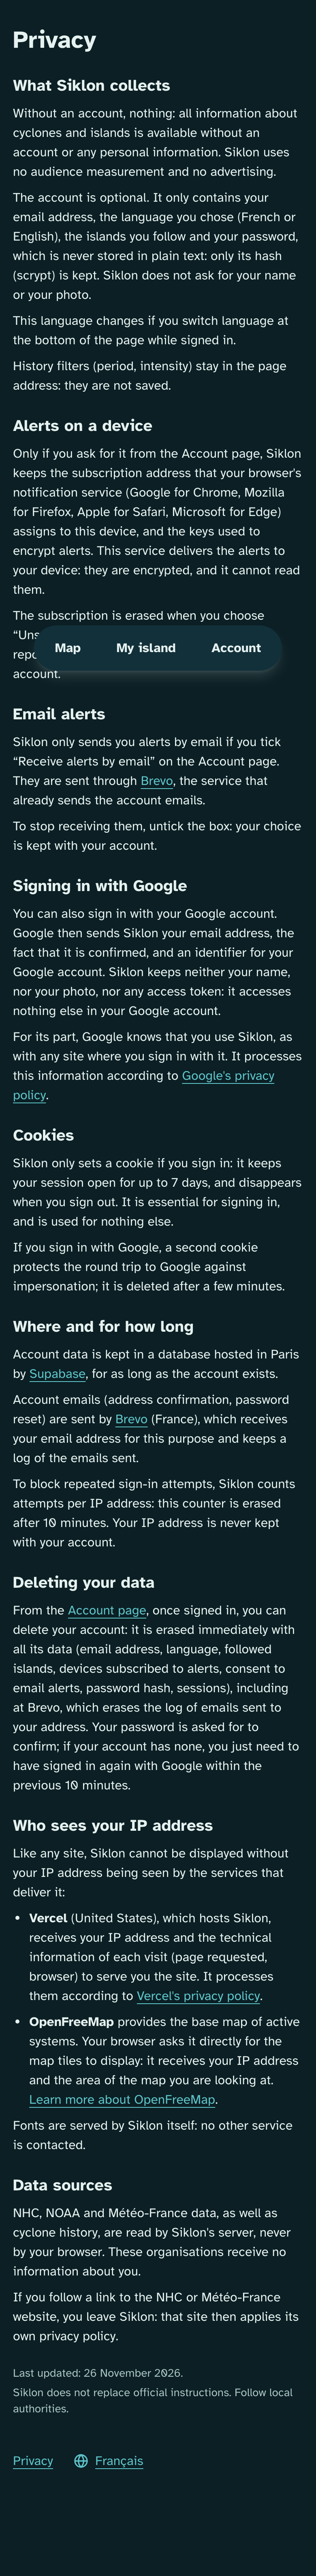 Privacy
What Siklon collects
Without an account, nothing: all information about
cyclones and islands is available without an
account or any personal information. Siklon uses
no audience measurement and no advertising.
The account is optional. It only contains your
email address, the language you chose (French or
English), the islands you follow and your password,
which is never stored in plain text: only its hash
(scrypt) is kept. Siklon does not ask for your name
or your photo.
This language changes if you switch language at
the bottom of the page while signed in.
History filters (period, intensity) stay in the page
address: they are not saved.
Alerts on a device
Only if you ask for it from the Account page, Siklon
keeps the subscription address that your browser's
notification service (Google for Chrome, Mozilla
for Firefox, Apple for Safari, Microsoft for Edge)
assigns to this device, and the keys used to
encrypt alerts. This service delivers the alerts to
your device: they are encrypted, and it cannot read
them.
The subscription is erased when you choose
Map My island Account
account.
Email alerts
Siklon only sends you alerts by email if you tick
“Receive alerts by email” on the Account page.
They are sent through Brevo, the service that
already sends the account emails.
To stop receiving them, untick the box: your choice
is kept with your account.
Signing in with Google
You can also sign in with your Google account.
Google then sends Siklon your email address, the
fact that it is confirmed, and an identifier for your
Google account. Siklon keeps neither your name,
nor your photo, nor any access token: it accesses
nothing else in your Google account.
For its part, Google knows that you use Siklon, as
with any site where you sign in with it. It processes
this information according to Google's privacy
policy.
Cookies
Siklon only sets a cookie if you sign in: it keeps
your session open for up to 7 days, and disappears
when you sign out. It is essential for signing in,
and is used for nothing else.
If you sign in with Google, a second cookie
protects the round trip to Google against
impersonation; it is deleted after a few minutes.
Where and for how long
Account data is kept in a database hosted in Paris
by Supabase, for as long as the account exists.
Account emails (address confirmation, password
reset) are sent by Brevo (France), which receives
your email address for this purpose and keeps a
log of the emails sent.
To block repeated sign-in attempts, Siklon counts
attempts per IP address: this counter is erased
after 10 minutes. Your IP address is never kept
with your account.
Deleting your data
From the Account page, once signed in, you can
delete your account: it is erased immediately with
all its data (email address, language, followed
islands, devices subscribed to alerts, consent to
email alerts, password hash, sessions), including
at Brevo, which erases the log of emails sent to
your address. Your password is asked for to
confirm; if your account has none, you just need to
have signed in again with Google within the
previous 10 minutes.
Who sees your IP address
Like any site, Siklon cannot be displayed without
your IP address being seen by the services that
deliver it:
• Vercel (United States), which hosts Siklon,
receives your IP address and the technical
information of each visit (page requested,
browser) to serve you the site. It processes
them according to Vercel's privacy policy.
• OpenFreeMap provides the base map of active
systems. Your browser asks it directly for the
map tiles to display: it receives your IP address
and the area of the map you are looking at.
Learn more about OpenFreeMap.
Fonts are served by Siklon itself: no other service
is contacted.
Data sources
NHC, NOAA and Météo-France data, as well as
cyclone history, are read by Siklon's server, never
by your browser. These organisations receive no
information about you.
If you follow a link to the NHC or Météo-France
website, you leave Siklon: that site then applies its
own privacy policy.
Last updated: 26 November 2026.
Siklon does not replace official instructions. Follow local
authorities.
Privacy Français